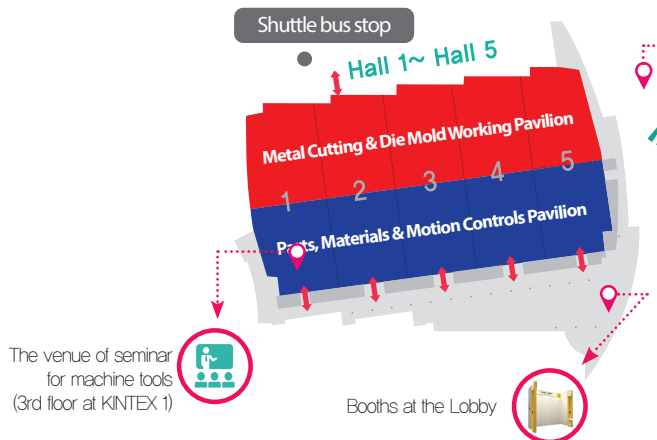 Shuttle bus stop
Hall 1~ Hall 5
Metal Cutting & Die Mold Working Pavilion
1 2 3 4 5
Parts, Materials & Motion Controls Pavilion
The venue of seminar
for machine tools
(3rd floor at KINTEX 1)
Booths at the Lobby